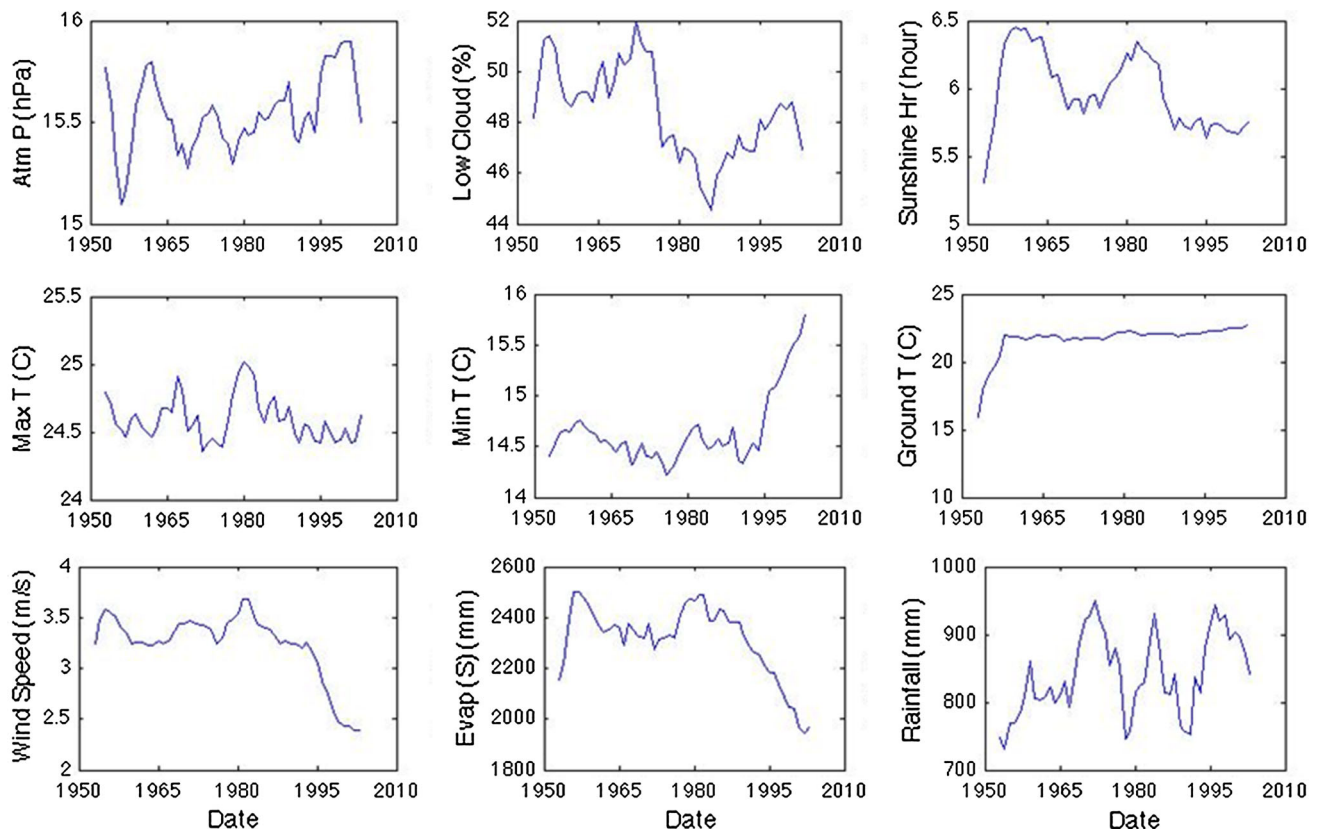 Atm P (hPa)
16
15.5
15
1950 1965 1980 1995 2010
Low Cloud (%)
52
50
48
46
44
1950 1965 1980 1995 2010
Sunshine Hr (hour)
6.5
6
5.5
5
1950 1965 1980 1995 2010
Max T (C)
25.5
25
24.5
24
1950 1965 1980 1995 2010
Min T (C)
16
15.5
15
14.5
14
1950 1965 1980 1995 2010
Ground T (C)
25
20
15
10
1950 1965 1980 1995 2010
Wind Speed (m/s)
4
3.5
3
2.5
2
1950 1965 1980 1995 2010
Date
Evap (S) (mm)
2600
2400
2200
2000
1800
1950 1965 1980 1995 2010
Date
Rainfall (mm)
1000
900
800
700
1950 1965 1980 1995 2010
Date